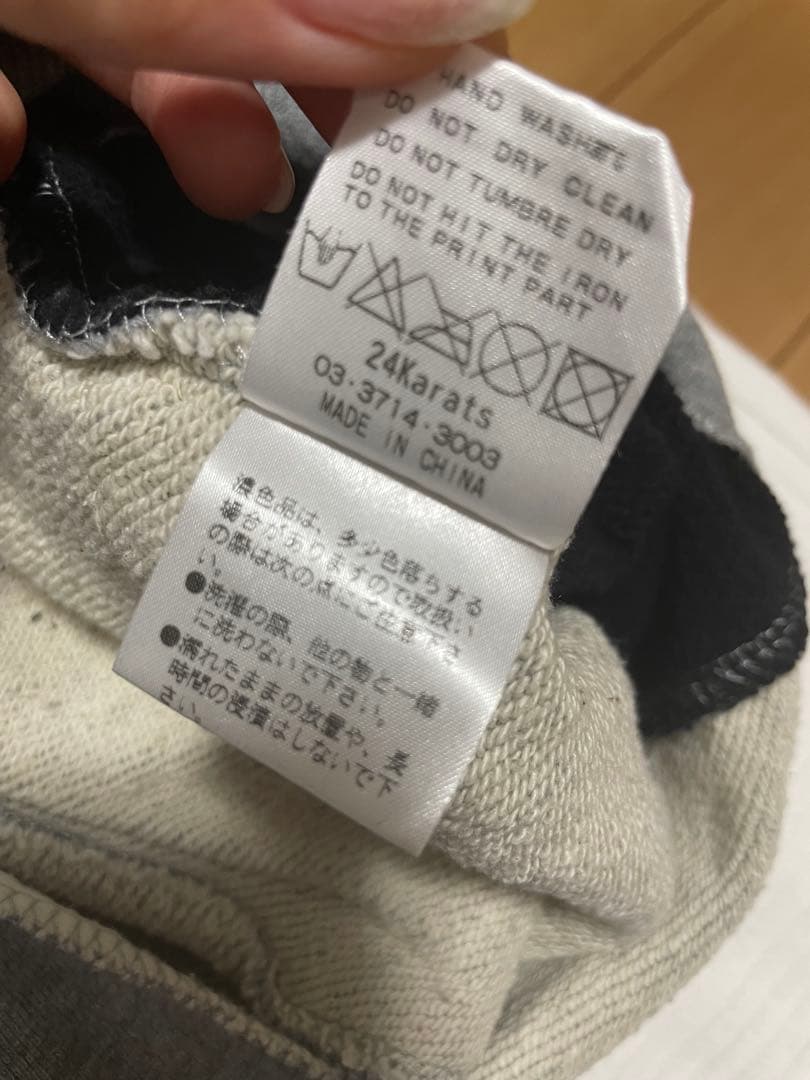 HAND WASH
DO NOT DRY CLEAN
DO NOT TUMBRE DRY
DO NOT HIT THE IRON
TO THE PRINT PART
24Karats
03-3714-3003
MADE IN CHINA
濃色品は、多少色落ちする
場合がありますので取扱い
の際は次の点にご注意下さ
い。
●洗濯の際、他の物と一緒
に洗わないで下さい。
●濡れたままの放置や、長
時間の浸漬はしないで下
さい。